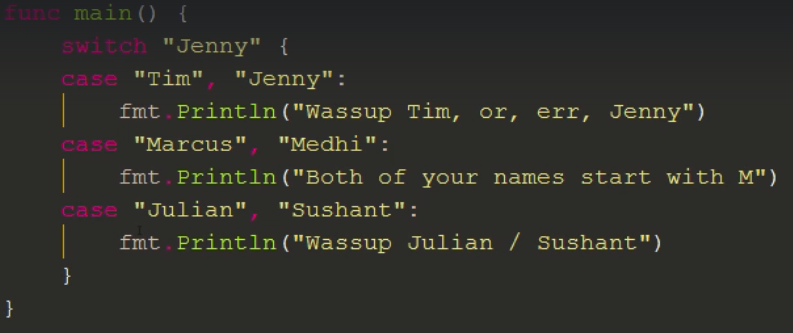 func main() {
switch "Jenny" {
case "Tim", "Jenny":
fmt.Println("Wassup Tim, or, err, Jenny")
case "Marcus", "Medhi":
fmt.Println("Both of your names start with M")
case "Julian", "Sushant":
fmt.Println("Wassup Julian / Sushant")
}
}